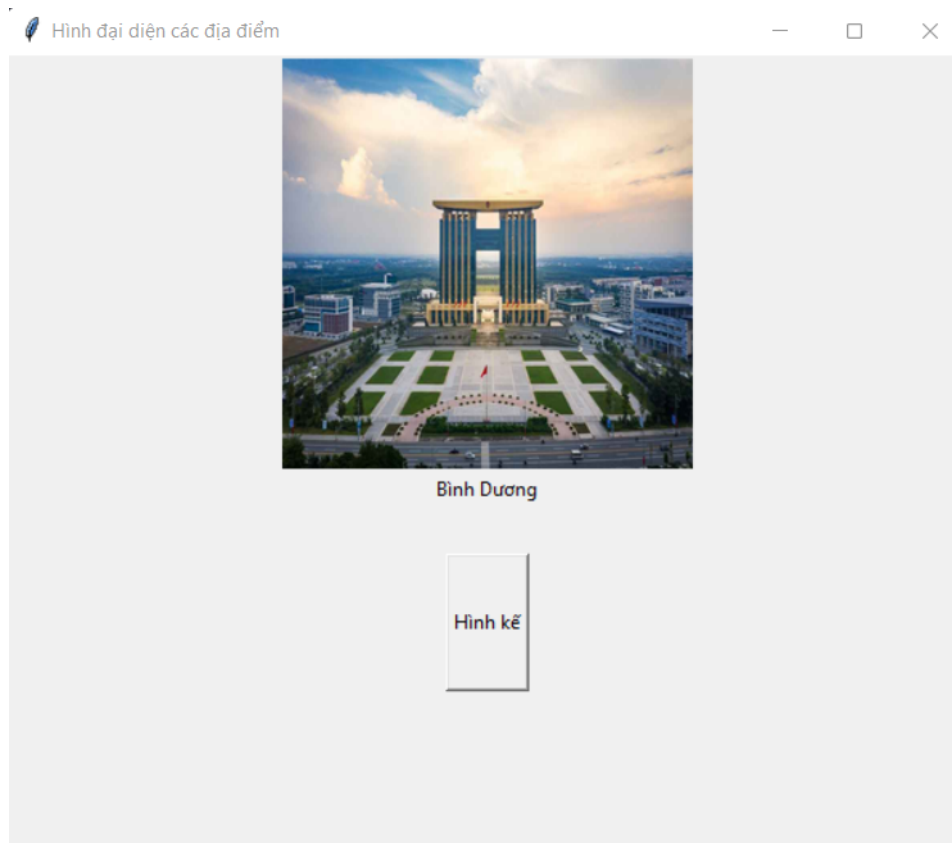 Hình đại diện các địa điểm
Bình Dương
Hình kế